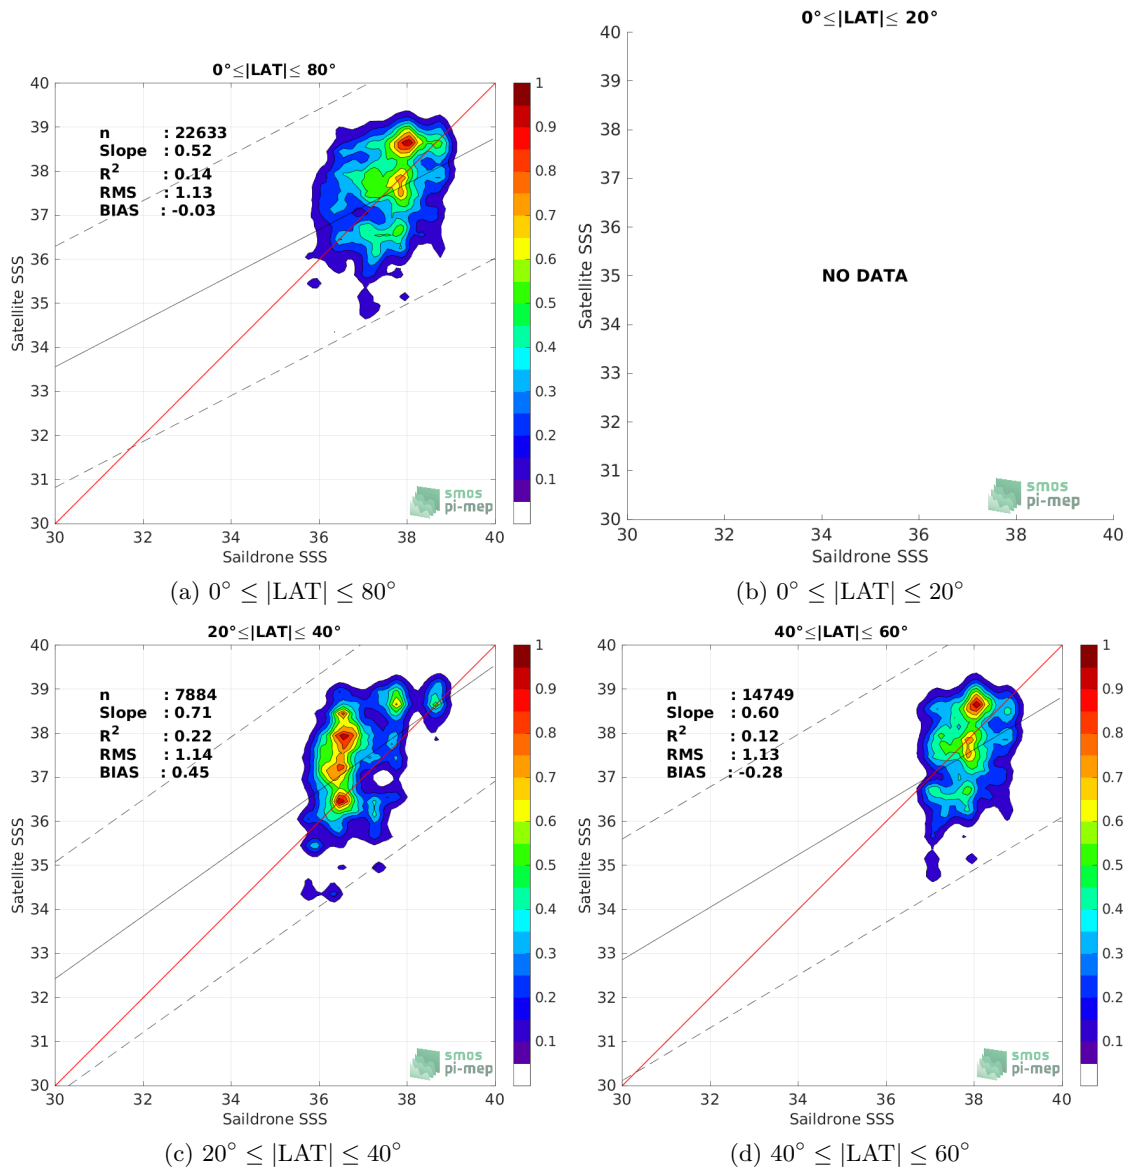 0°≤|LAT|≤ 80°
40
39
38
37
36
35
34
33
32
31
30
Satellite SSS
n : 22633
Slope : 0.52
R² : 0.14
RMS : 1.13
BIAS : -0.03
smos
pi-mep
1
0.9
0.8
0.7
0.6
0.5
0.4
0.3
0.2
0.1
30 32 34 36 38 40
Saildrone SSS
(a) 0° ≤ |LAT| ≤ 80°
0°≤|LAT|≤ 20°
40
39
38
37
36
35
34
33
32
31
30
Satellite SSS
NO DATA
smos
pi-mep
30 32 34 36 38 40
Saildrone SSS
(b) 0° ≤ |LAT| ≤ 20°
20°≤|LAT|≤ 40°
40
39
38
37
36
35
34
33
32
31
30
Satellite SSS
n : 7884
Slope : 0.71
R² : 0.22
RMS : 1.14
BIAS : 0.45
smos
pi-mep
1
0.9
0.8
0.7
0.6
0.5
0.4
0.3
0.2
0.1
30 32 34 36 38 40
Saildrone SSS
(c) 20° ≤ |LAT| ≤ 40°
40°≤|LAT|≤ 60°
40
39
38
37
36
35
34
33
32
31
30
Satellite SSS
n : 14749
Slope : 0.60
R² : 0.12
RMS : 1.13
BIAS : -0.28
smos
pi-mep
1
0.9
0.8
0.7
0.6
0.5
0.4
0.3
0.2
0.1
30 32 34 36 38 40
Saildrone SSS
(d) 40° ≤ |LAT| ≤ 60°